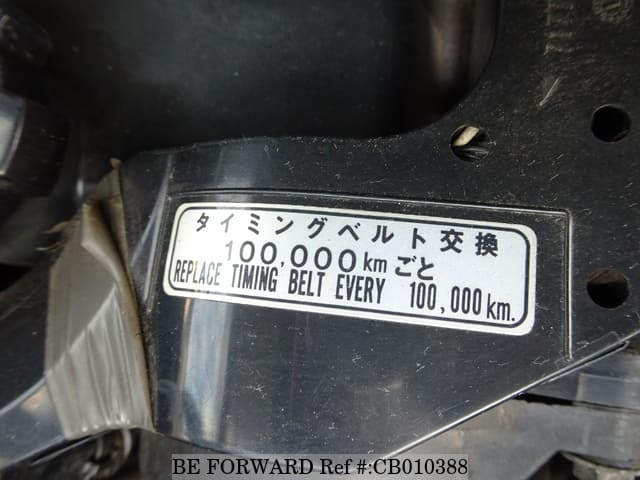 タイミングベルト交換
100,000kmごと
REPLACE TIMING BELT EVERY 100,000km.
BE FORWARD Ref #:CB010388